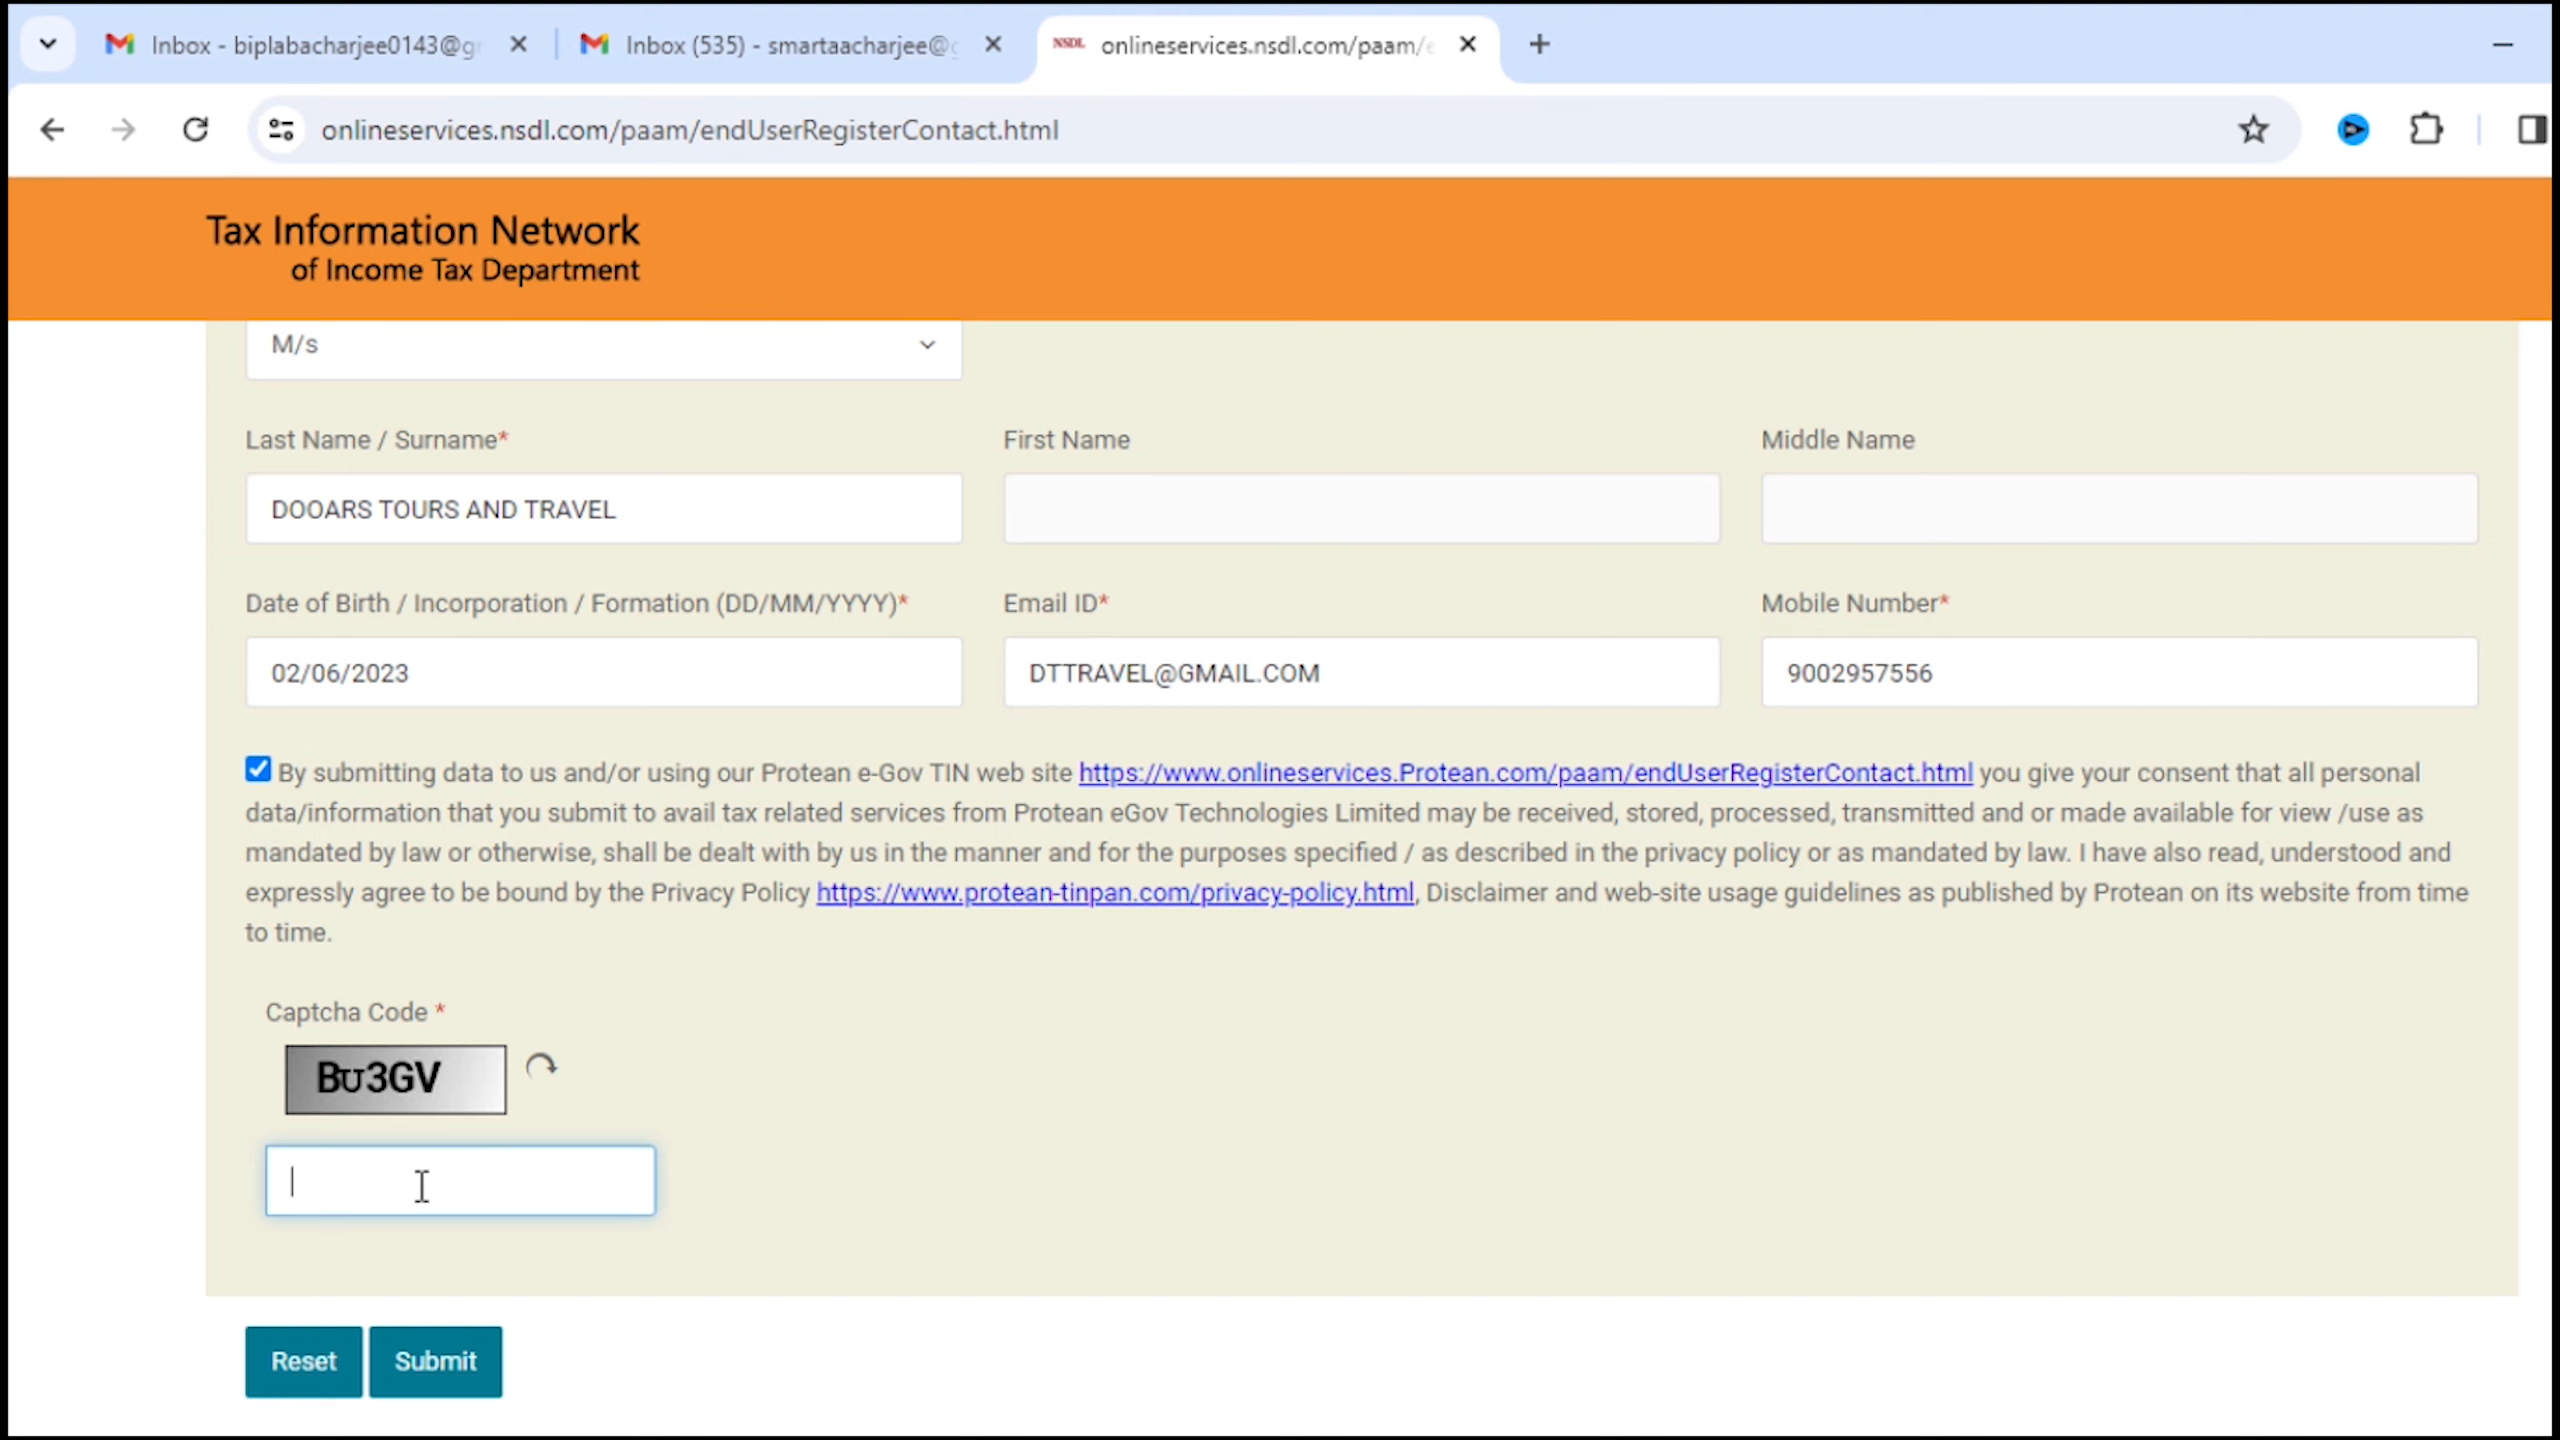 Inbox - biplabacharjee0143@gr
Inbox (535) - smartaacharjee@g
NSDL onlineservices.nsdl.com/paam/e
onlineservices.nsdl.com/paam/endUserRegisterContact.html
Tax Information Network
of Income Tax Department
M/s
Last Name / Surname* First Name Middle Name
DOOARS TOURS AND TRAVEL
Date of Birth / Incorporation / Formation (DD/MM/YYYY)* Email ID* Mobile Number*
02/06/2023 DTTRAVEL@GMAIL.COM 9002957556
By submitting data to us and/or using our Protean e-Gov TIN web site https://www.onlineservices.Protean.com/paam/endUserRegisterContact.html you give your consent that all personal
data/information that you submit to avail tax related services from Protean eGov Technologies Limited may be received, stored, processed, transmitted and or made available for view /use as
mandated by law or otherwise, shall be dealt with by us in the manner and for the purposes specified / as described in the privacy policy or as mandated by law. I have also read, understood and
expressly agree to be bound by the Privacy Policy https://www.protean-tinpan.com/privacy-policy.html, Disclaimer and web-site usage guidelines as published by Protean on its website from time
to time.
Captcha Code *
BU3GV
Reset Submit